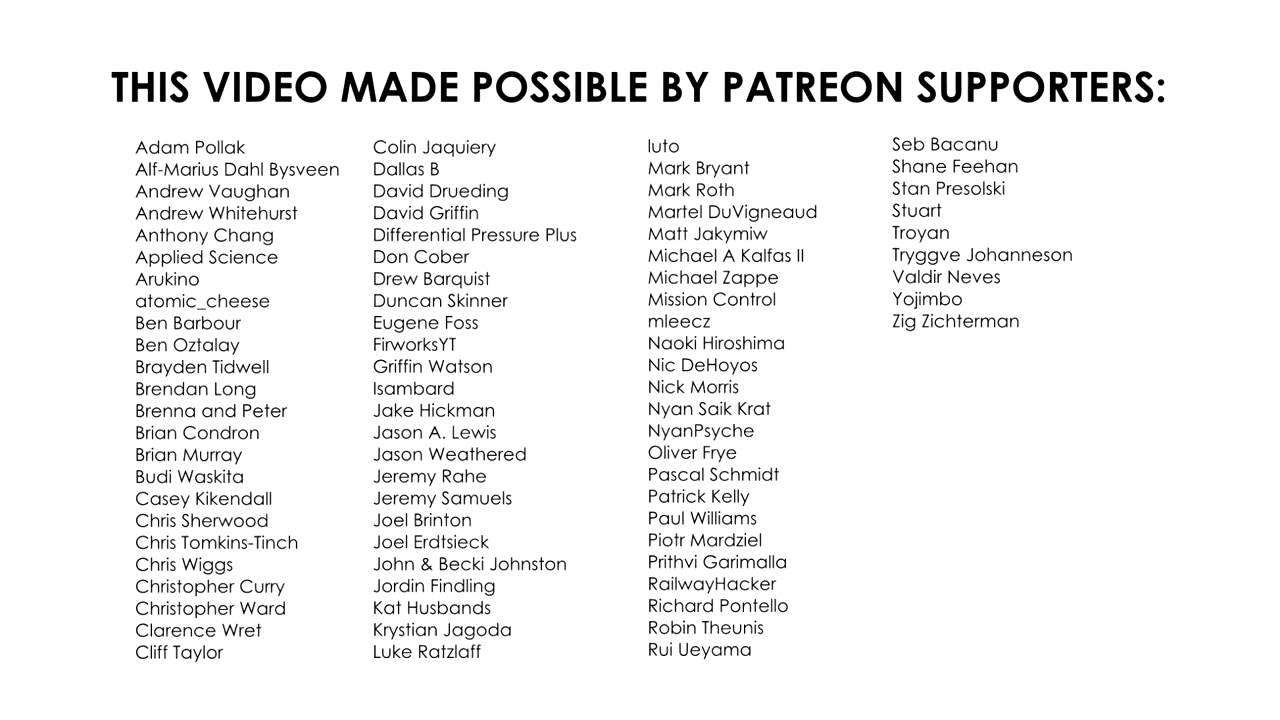 THIS VIDEO MADE POSSIBLE BY PATREON SUPPORTERS:
Adam Pollak
Alf-Marius Dahl Bysveen
Andrew Vaughan
Andrew Whitehurst
Anthony Chang
Applied Science
Arukino
atomic_cheese
Ben Barbour
Ben Oztalay
Brayden Tidwell
Brendan Long
Brenna and Peter
Brian Condron
Brian Murray
Budi Waskita
Casey Kikendall
Chris Sherwood
Chris Tomkins-Tinch
Chris Wiggs
Christopher Curry
Christopher Ward
Clarence Wret
Cliff Taylor
Colin Jaquiery
Dallas B
David Drueding
David Griffin
Differential Pressure Plus
Don Cober
Drew Barquist
Duncan Skinner
Eugene Foss
FirworksYT
Griffin Watson
Isambard
Jake Hickman
Jason A. Lewis
Jason Weathered
Jeremy Rahe
Jeremy Samuels
Joel Brinton
Joel Erdtsieck
John & Becki Johnston
Jordin Findling
Kat Husbands
Krystian Jagoda
Luke Ratzlaff
luto
Mark Bryant
Mark Roth
Martel DuVigneaud
Matt Jakymiw
Michael A Kalfas II
Michael Zappe
Mission Control
mleecz
Naoki Hiroshima
Nic DeHoyos
Nick Morris
Nyan Saik Krat
NyanPsyche
Oliver Frye
Pascal Schmidt
Patrick Kelly
Paul Williams
Piotr Mardziel
Prithvi Garimalla
RailwayHacker
Richard Pontello
Robin Theunis
Rui Ueyama
Seb Bacanu
Shane Feehan
Stan Presolski
Stuart
Troyan
Tryggve Johanneson
Valdir Neves
Yojimbo
Zig Zichterman